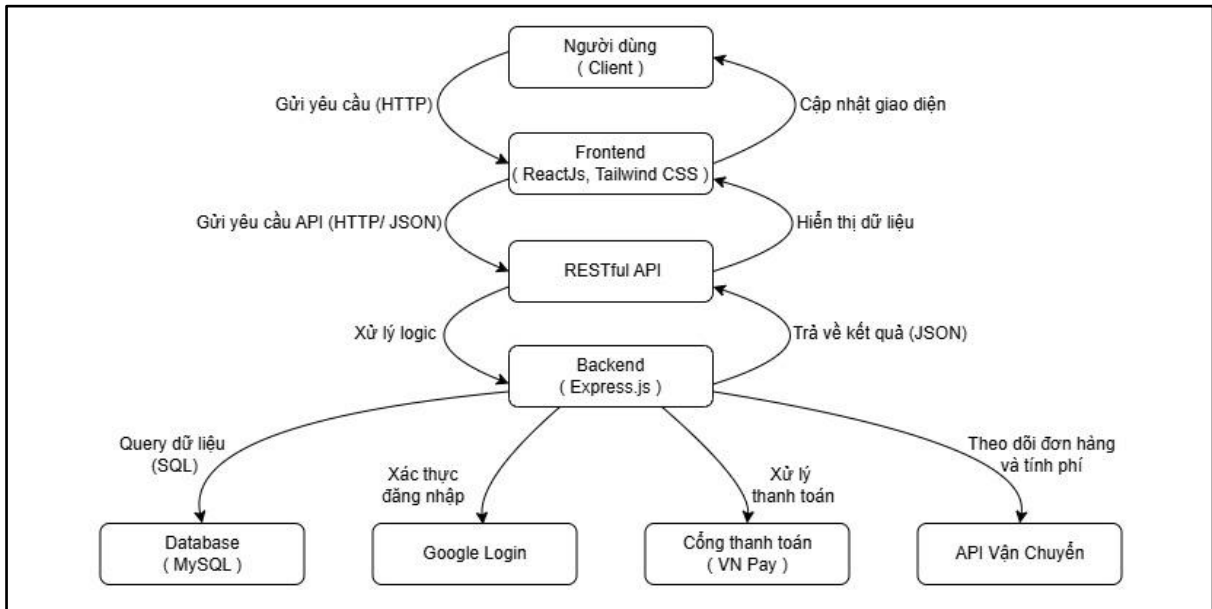 Người dùng
( Client )
Gửi yêu cầu (HTTP)
Cập nhật giao diện
Frontend
( ReactJs, Tailwind CSS )
Gửi yêu cầu API (HTTP/ JSON)
Hiển thị dữ liệu
RESTful API
Xử lý logic
Trả về kết quả (JSON)
Backend
( Express.js )
Query dữ liệu
(SQL)
Xác thực
đăng nhập
Xử lý
thanh toán
Theo dõi đơn hàng
và tính phí
Database
( MySQL )
Google Login
Cổng thanh toán
( VN Pay )
API Vận Chuyển